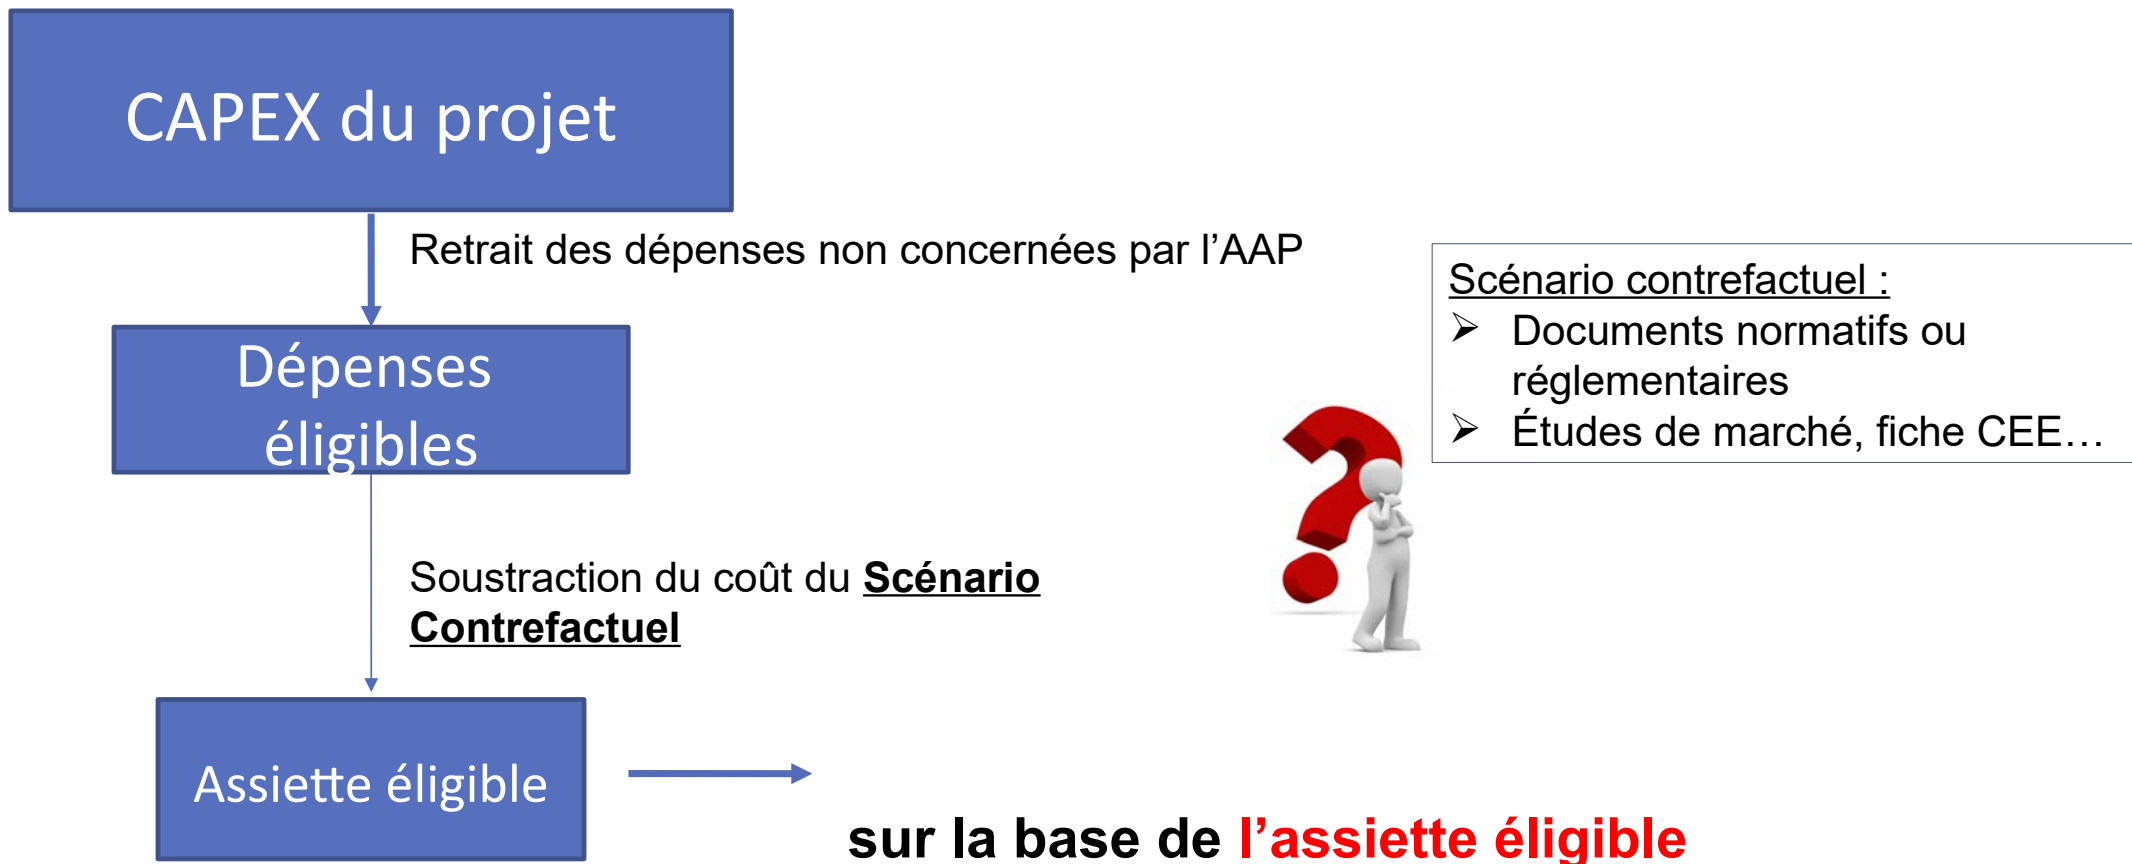 CAPEX du projet
Retrait des dépenses non concernées par l’AAP
Scénario contrefactuel :
➢ Documents normatifs ou
réglementaires
➢ Études de marché, fiche CEE…
Dépenses
éligibles
Soustraction du coût du Scénario
Contrefactuel
Assiette éligible
sur la base de l’assiette éligible